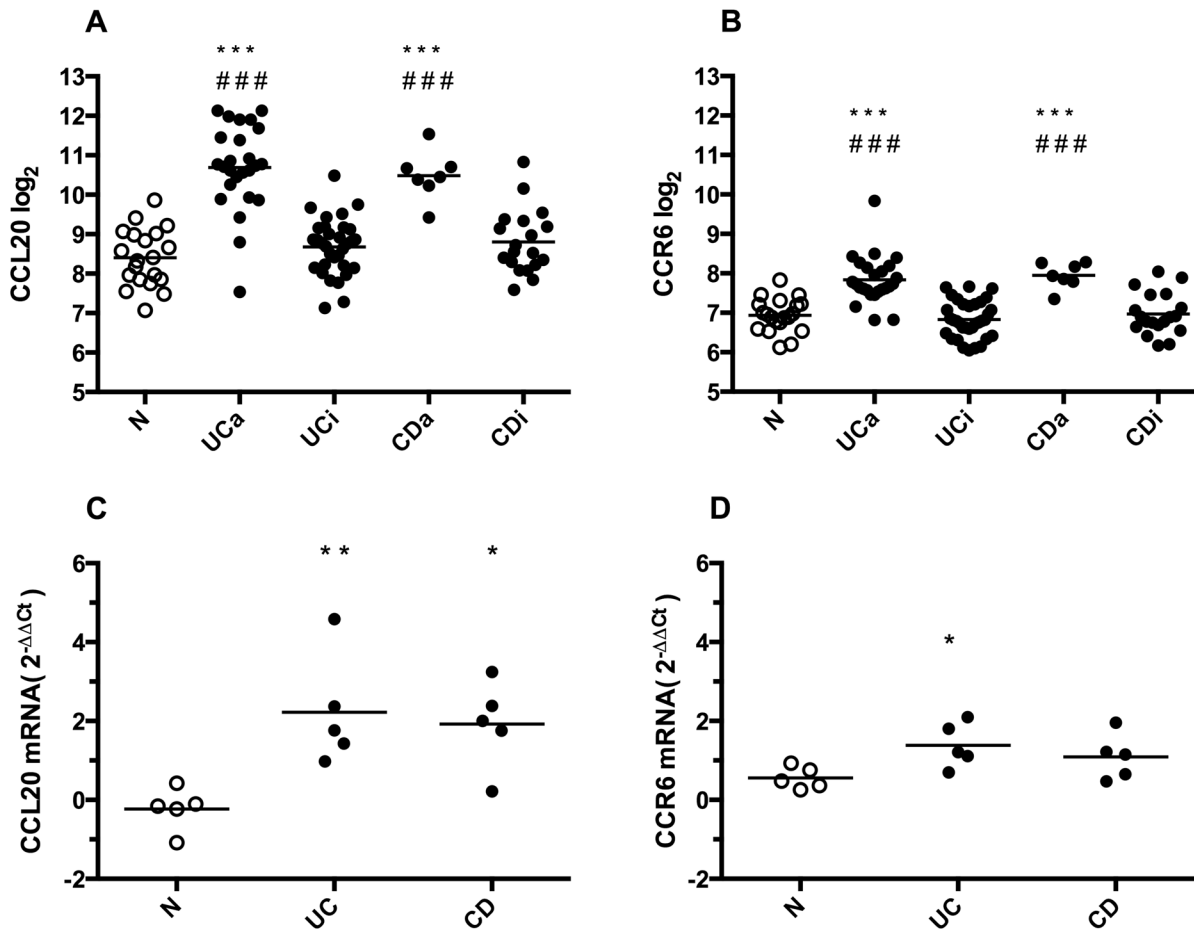 A
* * *
# # #
* * *
# # #
CCL20 log2
13
12
11
10
9
8
7
6
5
N
UCa
UCi
CDa
CDi
B
* * *
# # #
* * *
# # #
CCR6 log2
13
12
11
10
9
8
7
6
5
N
UCa
UCi
CDa
CDi
C
* *
*
CCL20 mRNA( 2-ΔΔCt )
6
4
2
0
-2
N
UC
CD
D
*
CCR6 mRNA( 2-ΔΔCt )
6
4
2
0
-2
N
UC
CD